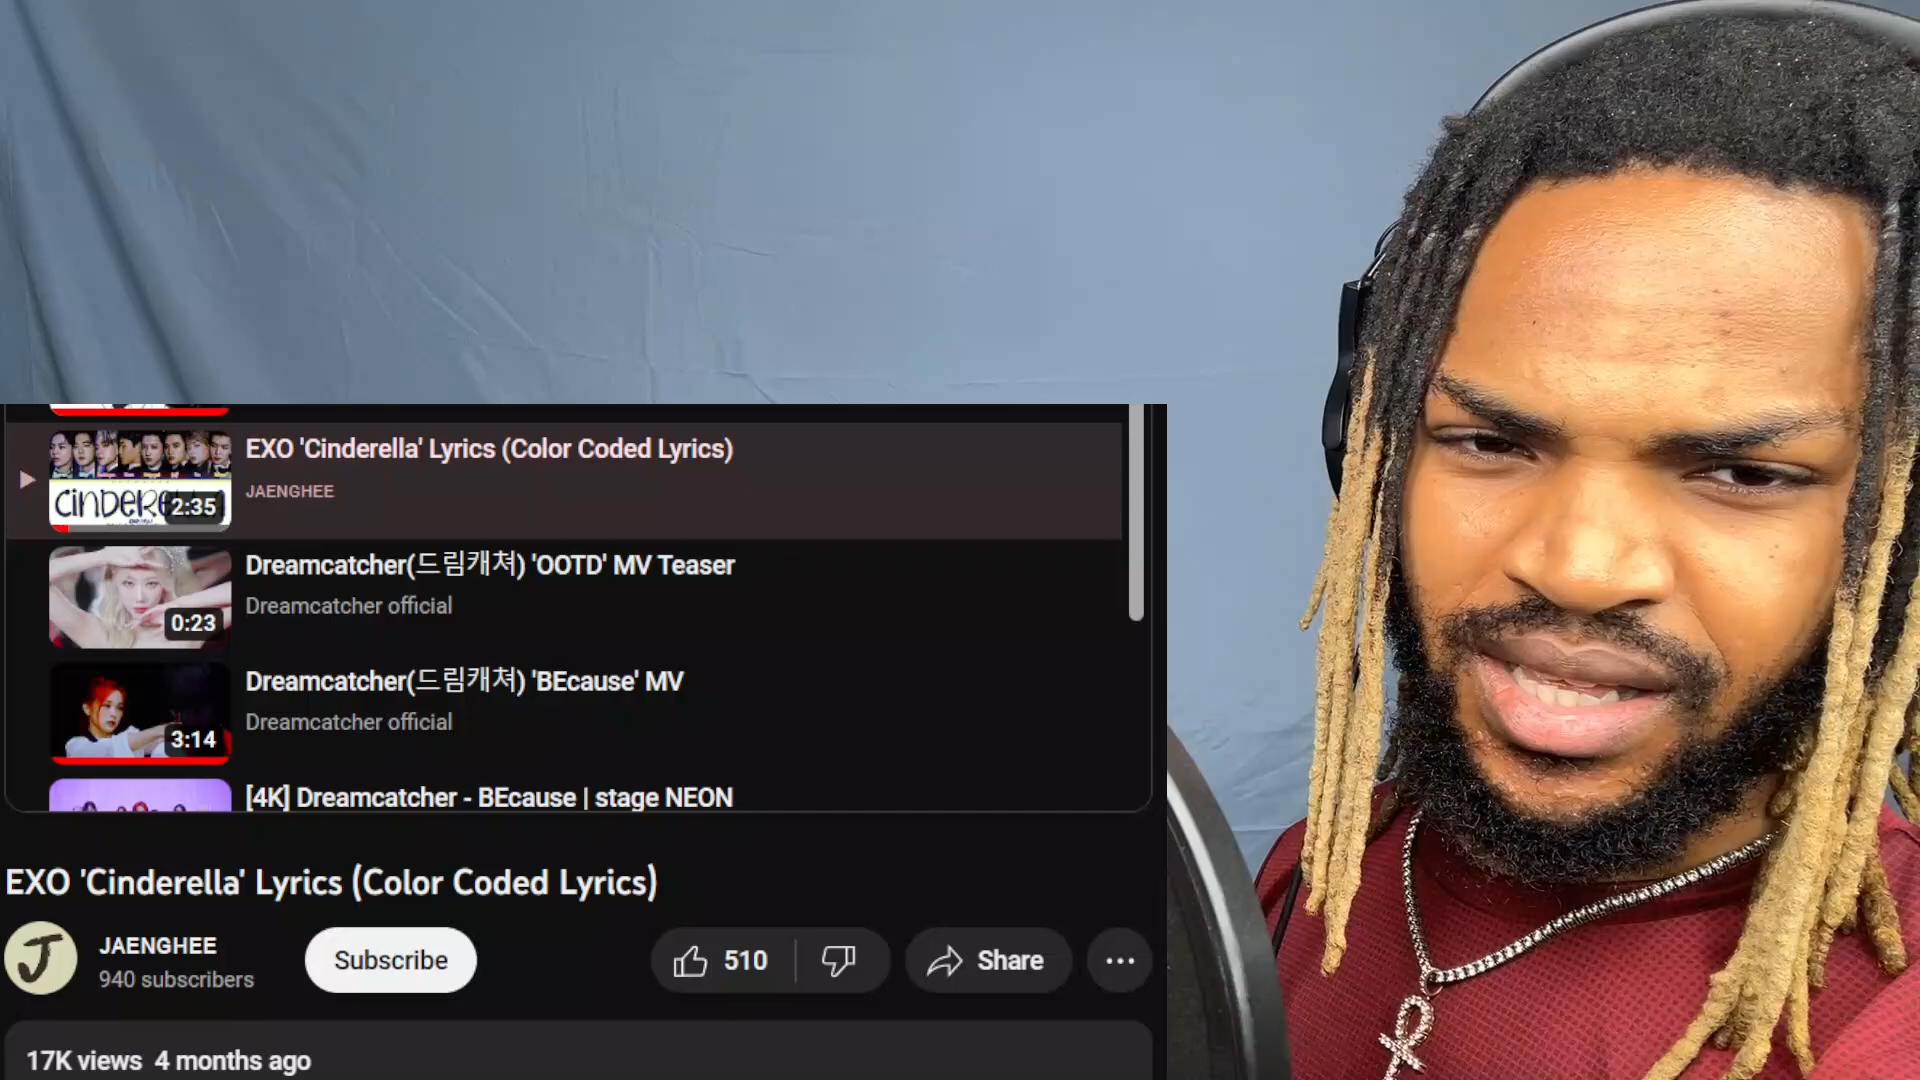 EXO 'Cinderella' Lyrics (Color Coded Lyrics)
JAENGHEE
CINDERE
2:35
Dreamcatcher(드림캐쳐) 'OOTD' MV Teaser
Dreamcatcher official
0:23
Dreamcatcher(드림캐쳐) 'BEcause' MV
Dreamcatcher official
3:14
[4K] Dreamcatcher - BEcause | stage NEON
EXO 'Cinderella' Lyrics (Color Coded Lyrics)
J
JAENGHEE
940 subscribers
Subscribe
510
Share
17K views 4 months ago